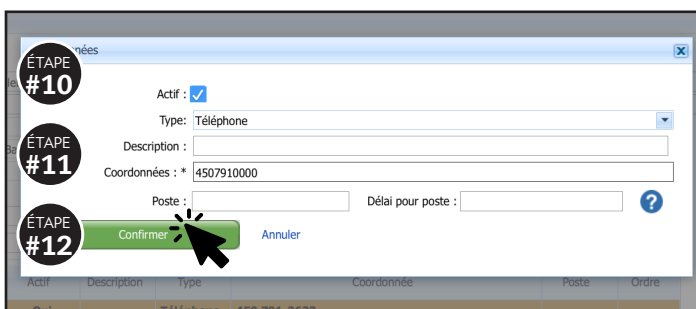 nées
ÉTAPE
#10
Actif :
Type: Téléphone
ÉTAPE
#11
Description :
Coordonnées : * 4507910000
Poste : Délai pour poste : ?
ÉTAPE
#12
Confirmer Annuler
Actif Description Type Coordonnée Poste Ordre